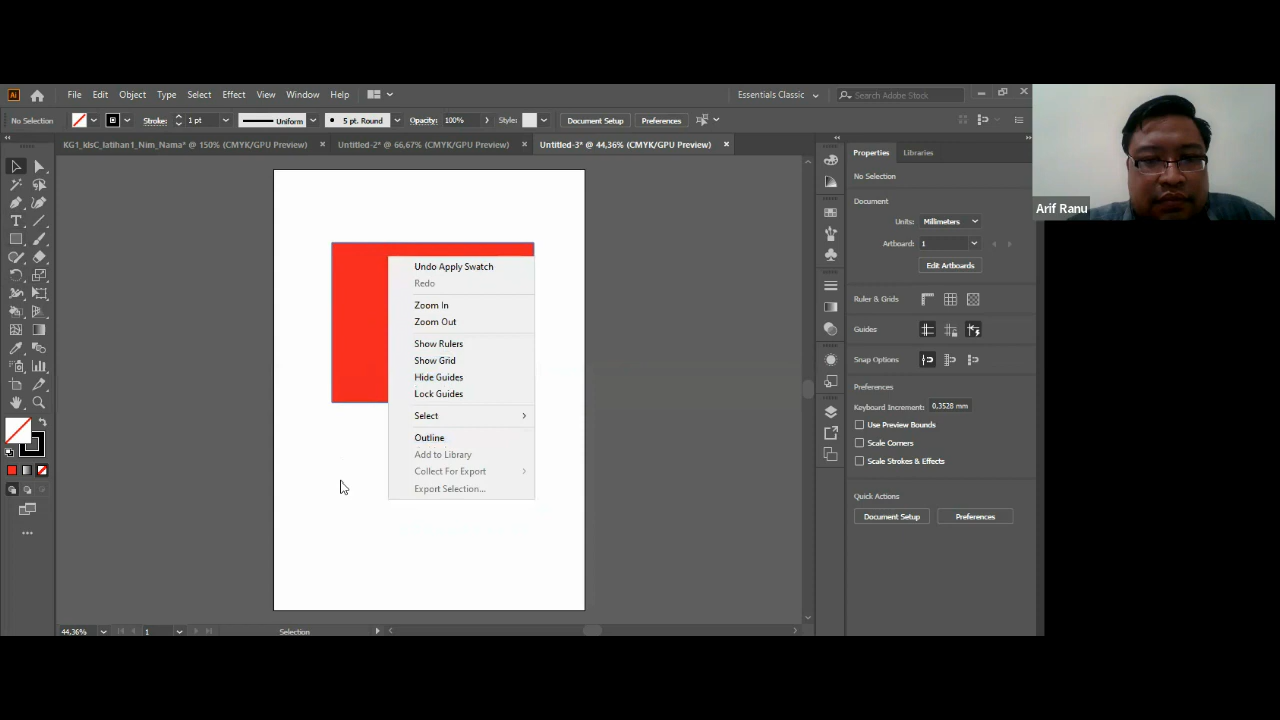 Ai File Edit Object Type Select Effect View Window Help Essentials Classic Search Adobe Stock
No Selection Stroke: 1 pt Uniform 5 pt. Round Opacity: 100% Style: Document Setup Preferences
KG1_klsC_latihan1_Nim_Nama* @ 150% (CMYK/GPU Preview) Untitled-2* @ 66,67% (CMYK/GPU Preview) Untitled-3* @ 44,36% (CMYK/GPU Preview)
Properties Libraries
No Selection
Document
Units: Millimeters
Artboard: 1
Edit Artboards
Ruler & Grids
Guides
Snap Options
Preferences
Keyboard Increment: 0.3528 mm
Use Preview Bounds
Scale Corners
Scale Strokes & Effects
Quick Actions
Document Setup Preferences
Undo Apply Swatch
Redo
Zoom In
Zoom Out
Show Rulers
Show Grid
Hide Guides
Lock Guides
Select
Outline
Add to Library
Collect For Export
Export Selection...
44,36% 1 Selection
Arif Ranu